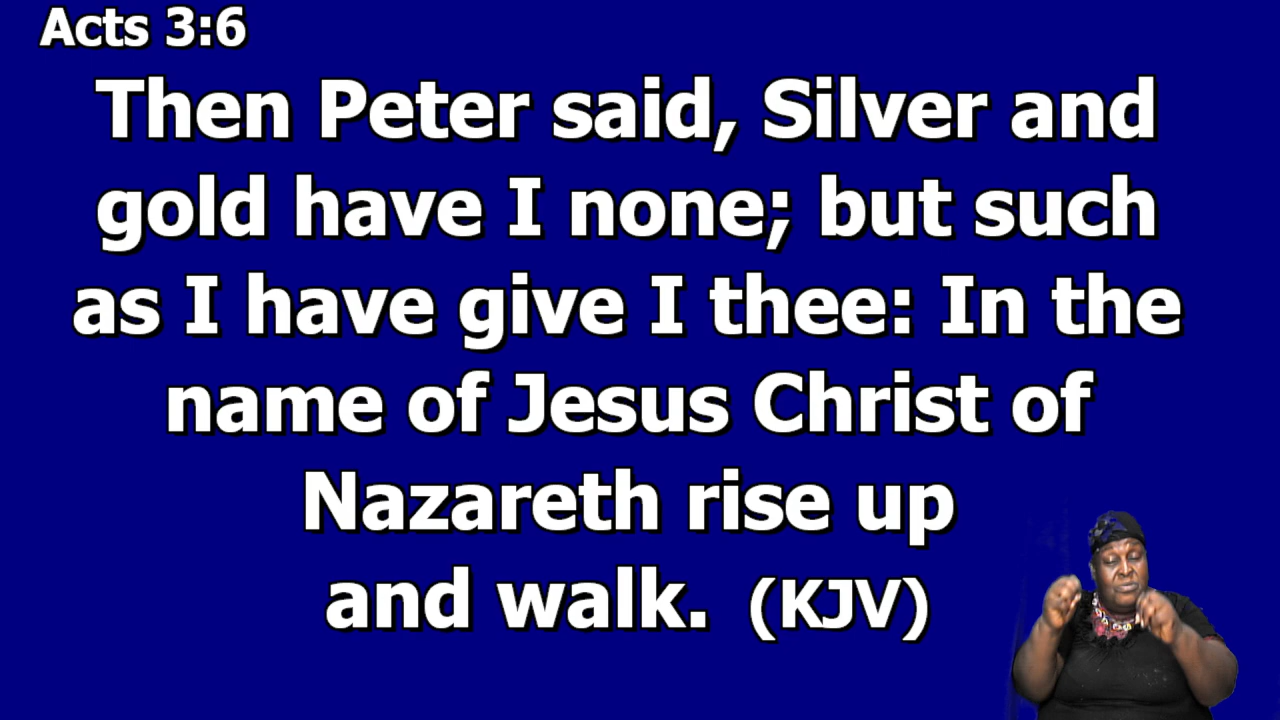 Acts 3:6
Then Peter said, Silver and
gold have I none; but such
as I have give I thee: In the
name of Jesus Christ of
Nazareth rise up
and walk. (KJV)